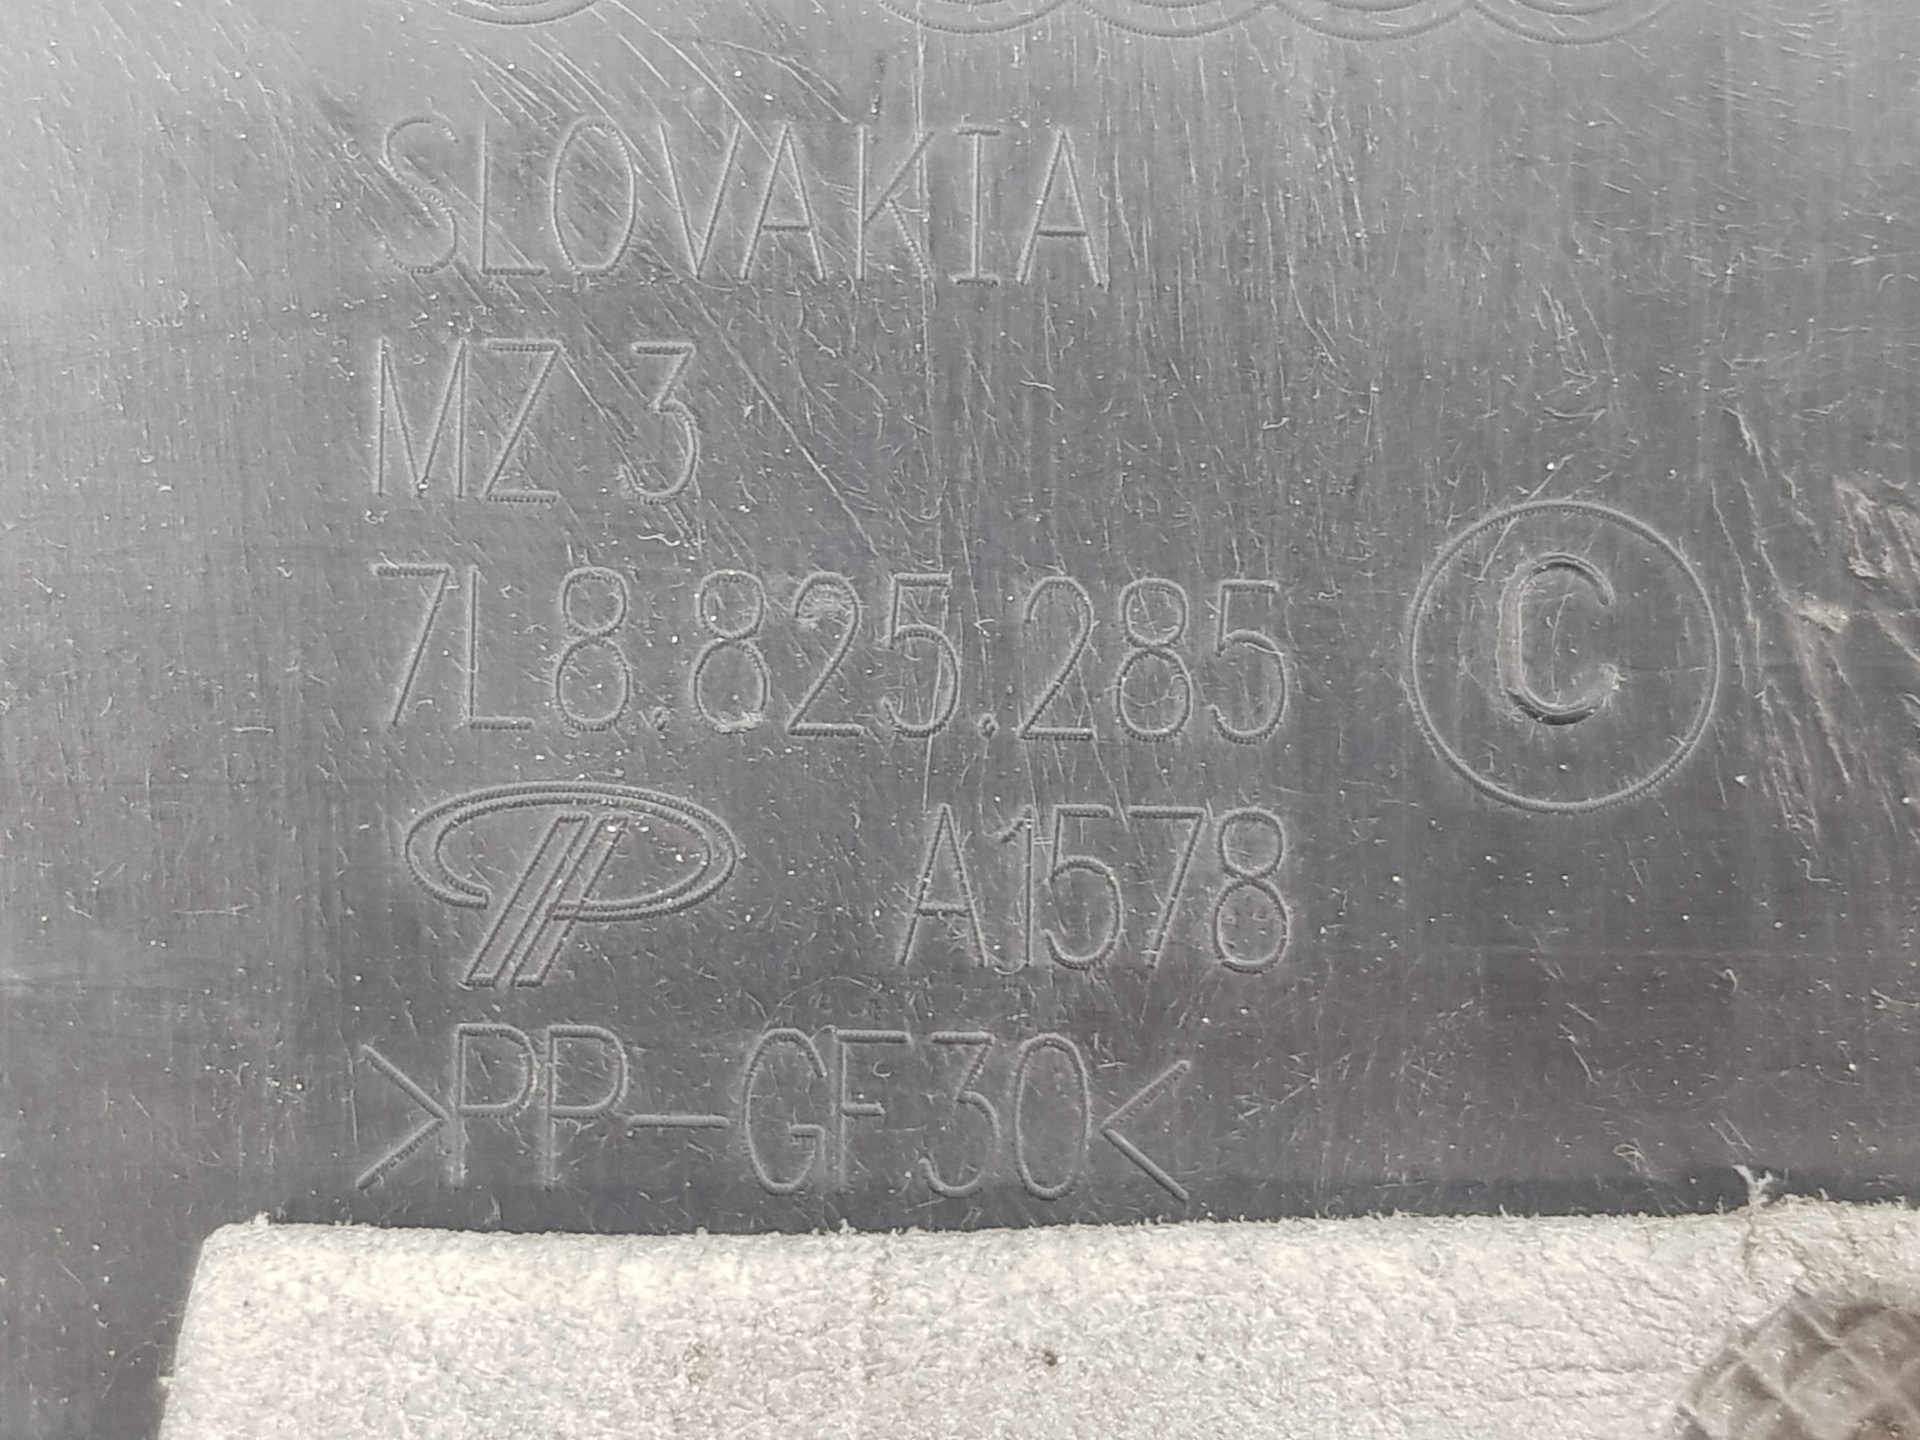 SLOVAKIA
MZ 3
7L8.825.285 C
A1578
>PP-GF30<